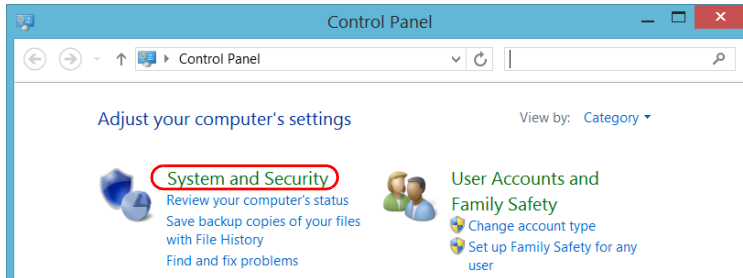 Control Panel
Control Panel
Adjust your computer's settings
View by: Category
System and Security
Review your computer's status
Save backup copies of your files
with File History
Find and fix problems
User Accounts and
Family Safety
Change account type
Set up Family Safety for any
user